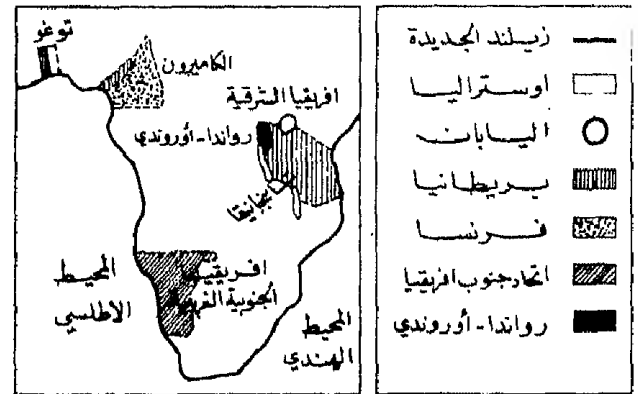 توغو
الكاميرون
افريقيا الشرقية
رواندا-أوروندي
تنجانيقا
افريقيا
الجنوبية الغربية
المحيط
الأطلسي
المحيط
الهندي
زيلند الجديدة
اوستراليا
اليابان
بريطانيا
فرنسا
اتحاد جنوب افريقيا
رواندا-أوروندي